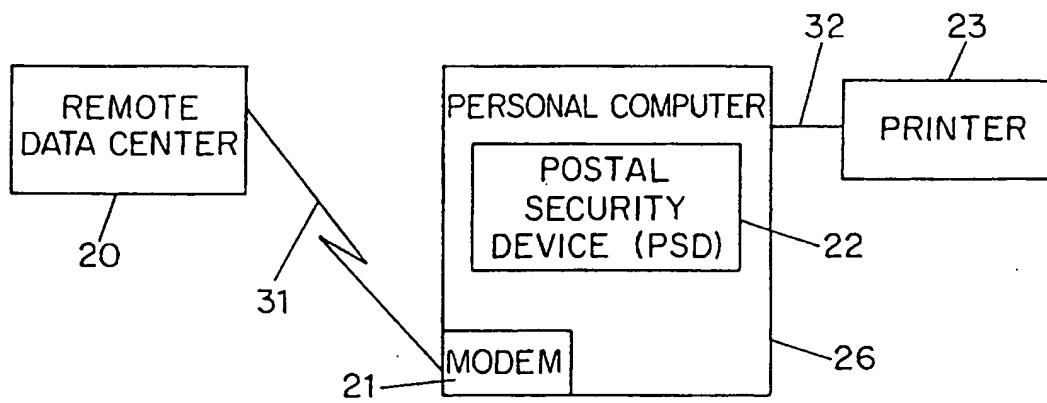 REMOTE
DATA CENTER
20
31
PERSONAL COMPUTER
POSTAL
SECURITY
DEVICE (PSD)
22
MODEM
21
26
32
23
PRINTER